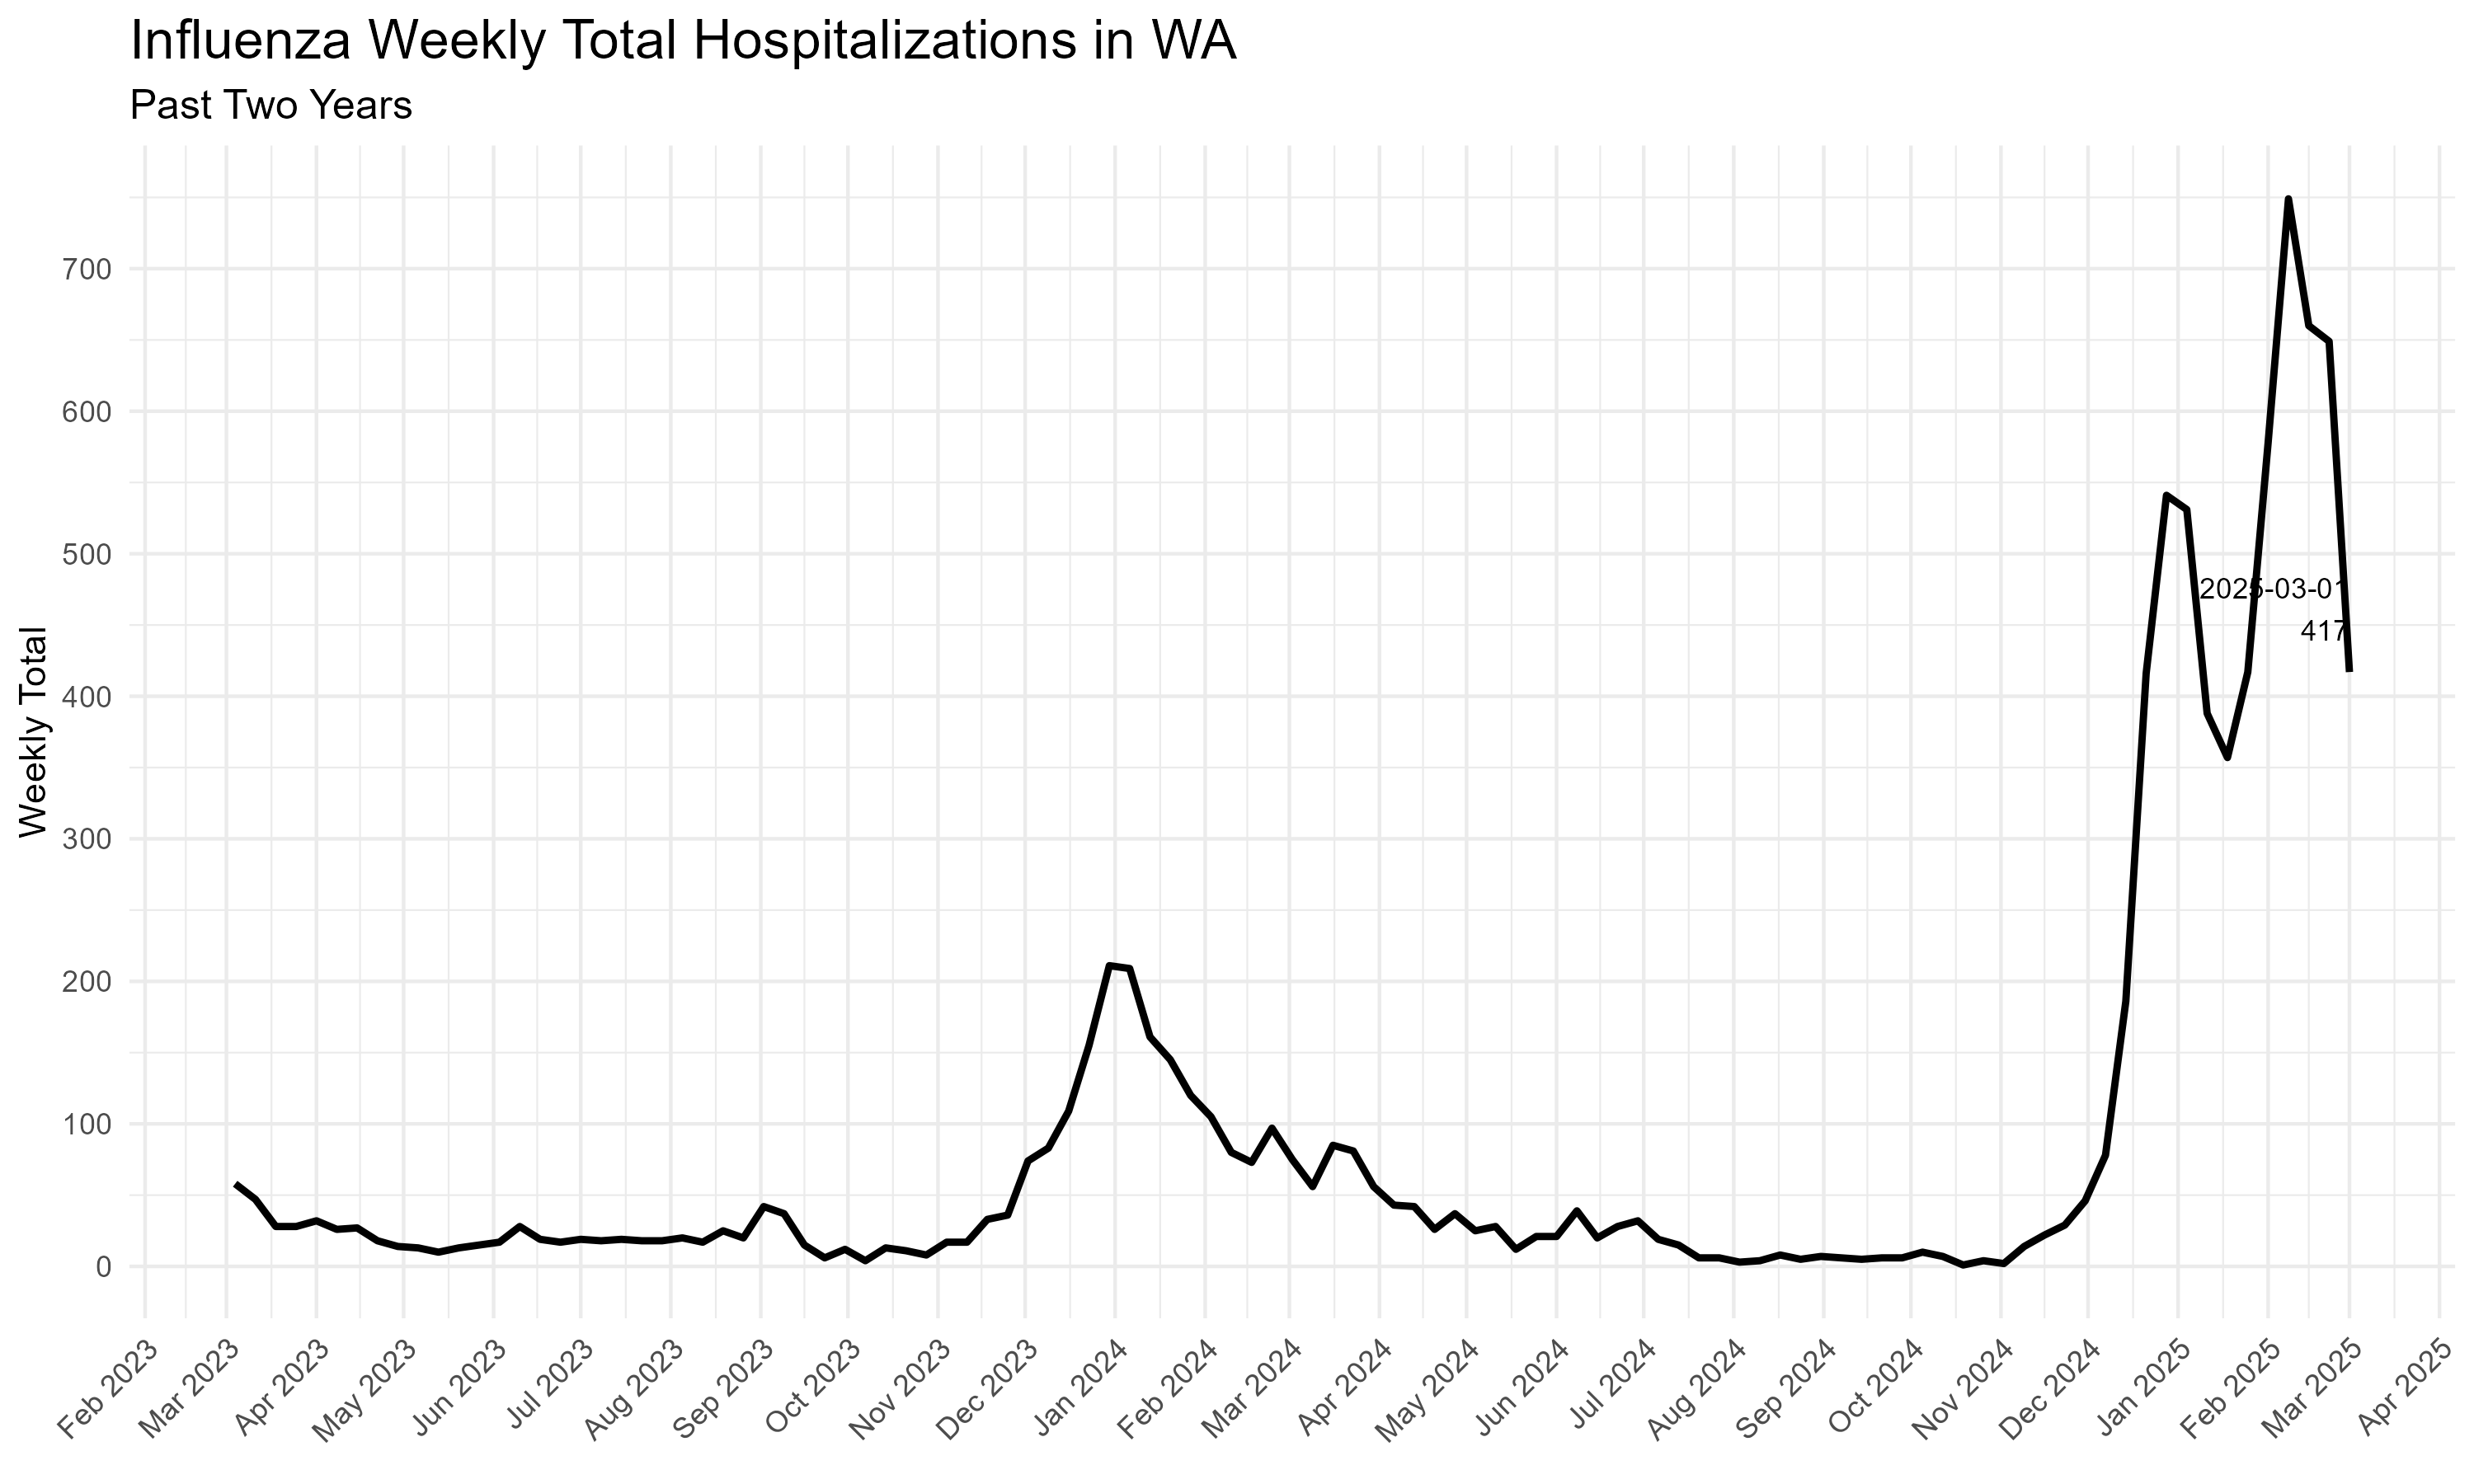 Influenza Weekly Total Hospitalizations in WA
Past Two Years
Weekly Total
700
600
500
400
300
200
100
0
2025-03-01
417
Feb 2023
Mar 2023
Apr 2023
May 2023
Jun 2023
Jul 2023
Aug 2023
Sep 2023
Oct 2023
Nov 2023
Dec 2023
Jan 2024
Feb 2024
Mar 2024
Apr 2024
May 2024
Jun 2024
Jul 2024
Aug 2024
Sep 2024
Oct 2024
Nov 2024
Dec 2024
Jan 2025
Feb 2025
Mar 2025
Apr 2025